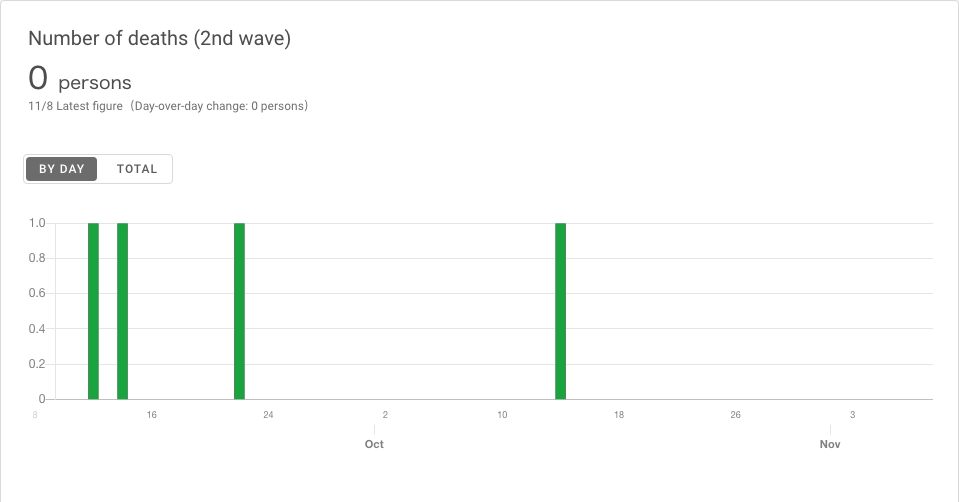 Number of deaths (2nd wave)
0 persons
11/8 Latest figure（Day-over-day change: 0 persons）
BY DAY TOTAL
1.0
0.8
0.6
0.4
0.2
0
8 16 24 2 10 18 26 3
Oct Nov